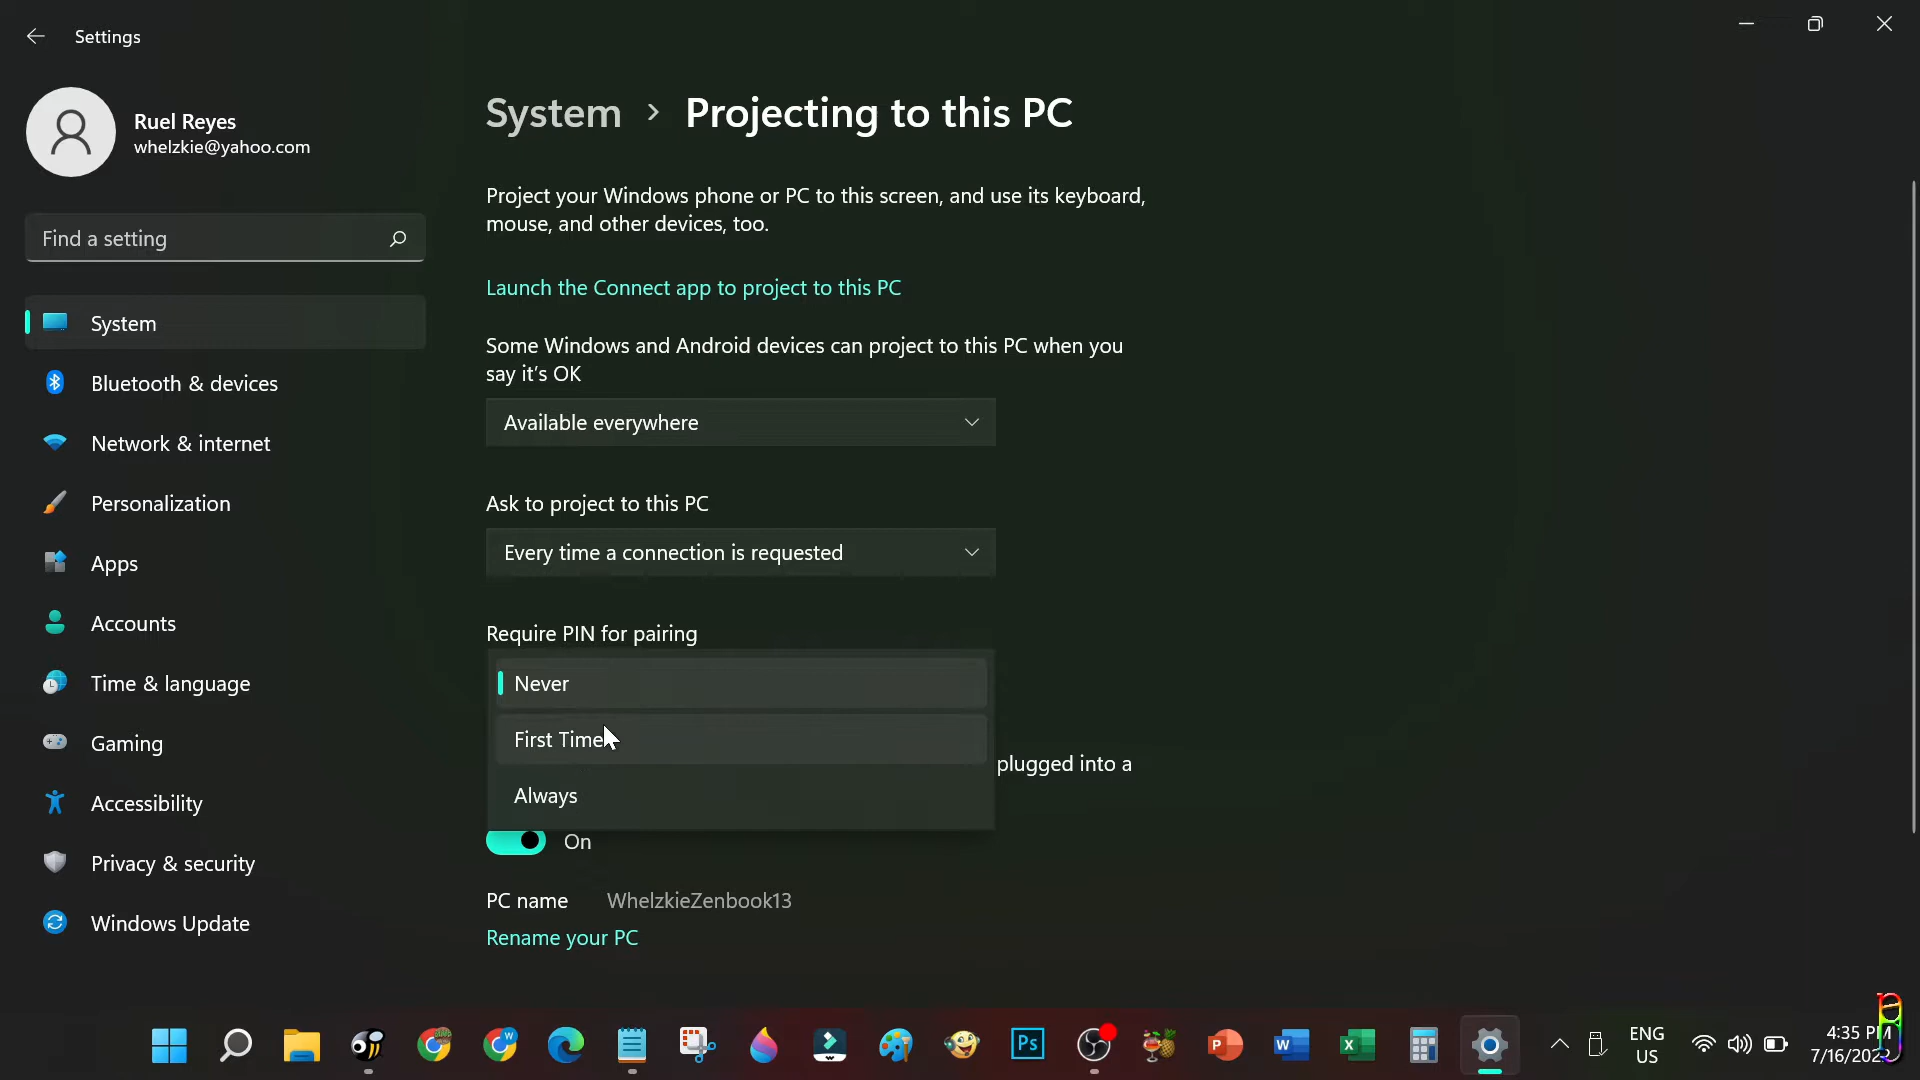 Settings
Ruel Reyes
whelzkie@yahoo.com
Find a setting
System
Bluetooth & devices
Network & internet
Personalization
Apps
Accounts
Time & language
Gaming
Accessibility
Privacy & security
Windows Update
System > Projecting to this PC
Project your Windows phone or PC to this screen, and use its keyboard,
mouse, and other devices, too.
Launch the Connect app to project to this PC
Some Windows and Android devices can project to this PC when you
say it's OK
Available everywhere
Ask to project to this PC
Every time a connection is requested
Require PIN for pairing
Never
First Time
Always
plugged into a
On
PC name WhelzkieZenbook13
Rename your PC
W
Ps
P
W
X
ENG
US
4:35 PM